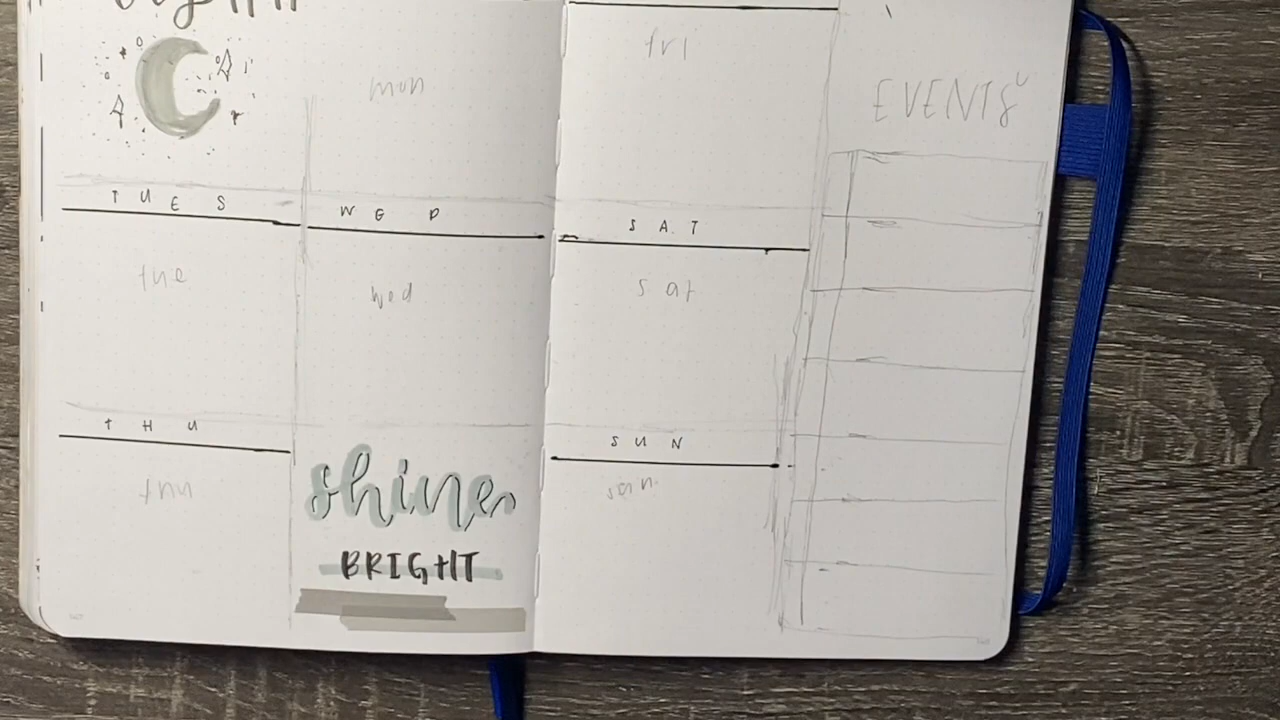 mon
TUES
WED
tue
wed
THU
thu
shine
BRIGHT
fri
SAT
sat
SUN
sun
EVENTS